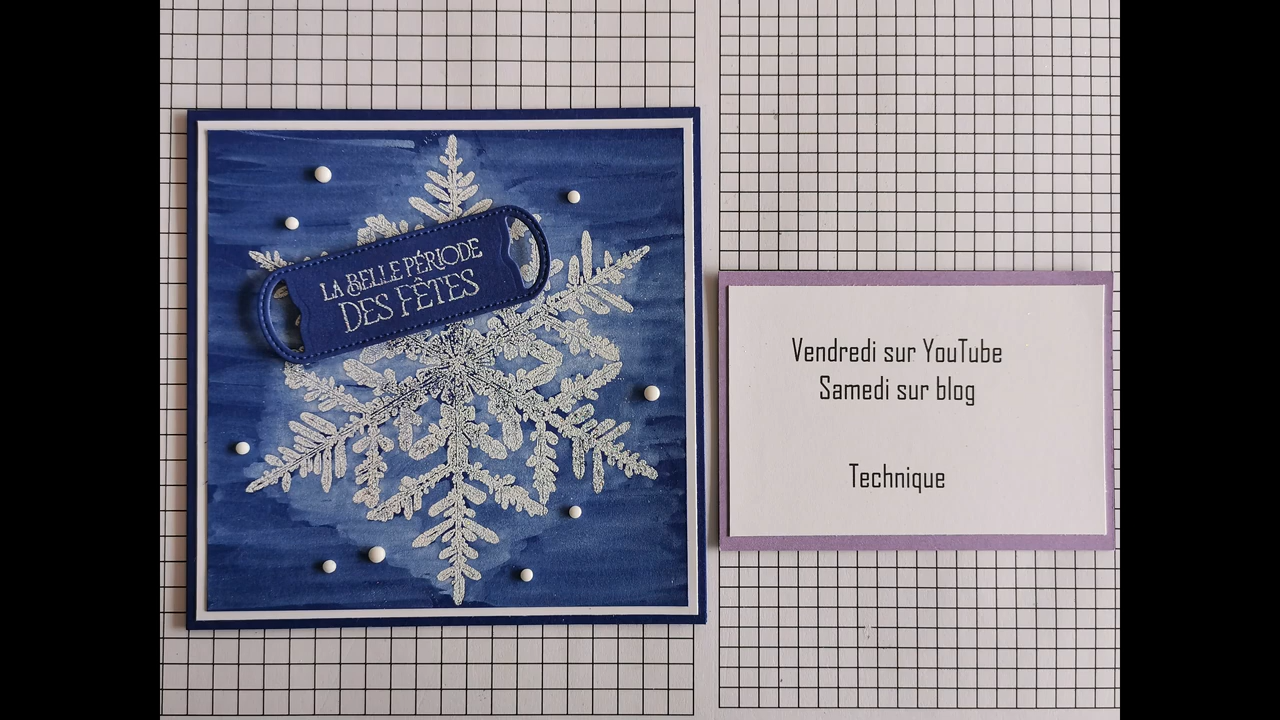 LA BELLE PÉRIODE
DES FÊTES
Vendredi sur YouTube
Samedi sur blog
Technique